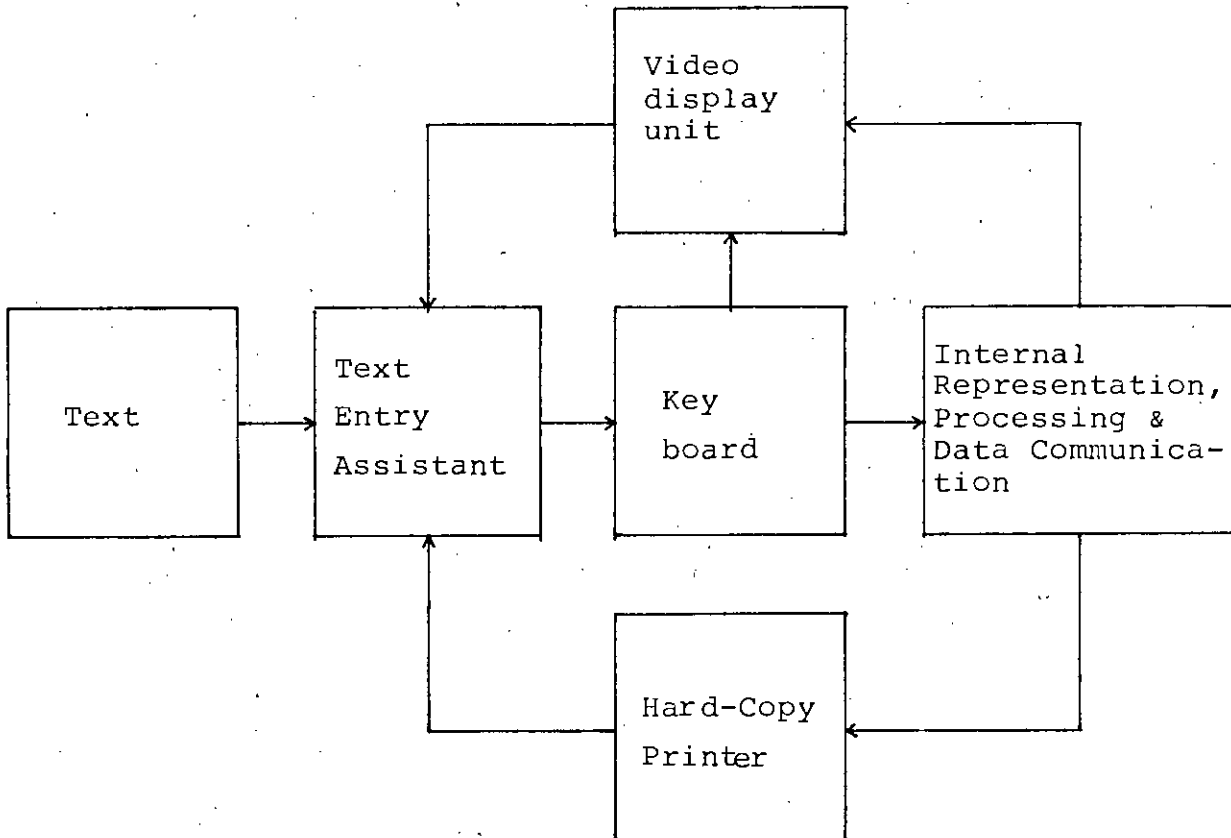 Video
display
unit
Text
Text
Entry
Assistant
Key
board
Internal
Representation,
Processing &
Data Communica-
tion
Hard-Copy
Printer